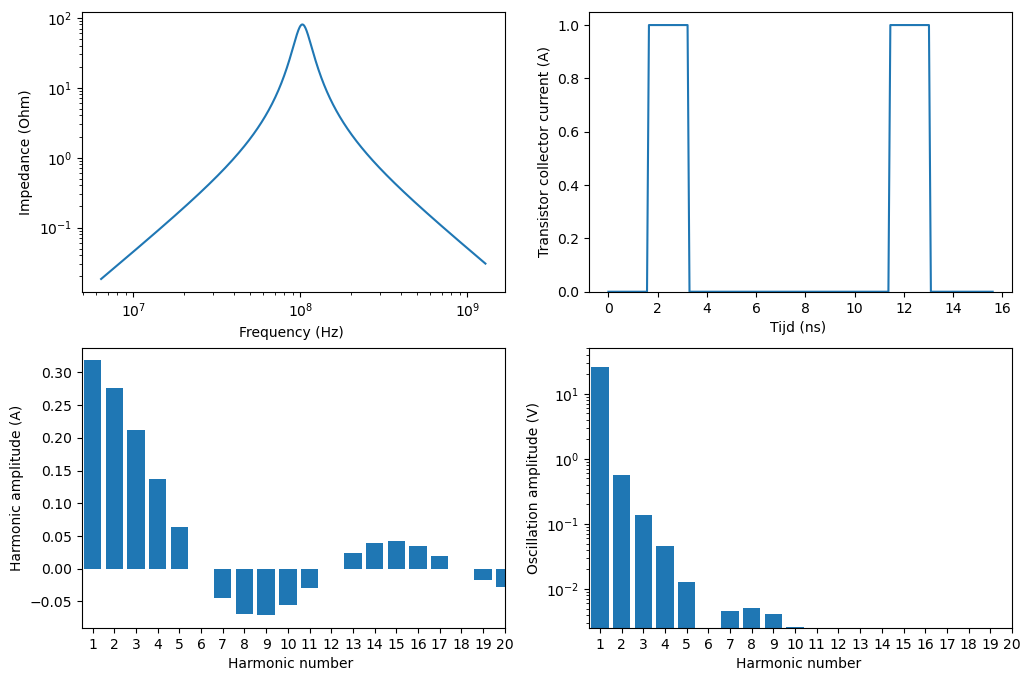 10²
10¹
10⁰
10⁻¹
Impedance (Ohm)
10⁷ 10⁸ 10⁹
Frequency (Hz)
1.0
0.8
0.6
0.4
0.2
0.0
Transistor collector current (A)
0 2 4 6 8 10 12 14 16
Tijd (ns)
0.30
0.25
0.20
0.15
0.10
0.05
0.00
−0.05
Harmonic amplitude (A)
1 2 3 4 5 6 7 8 9 10 11 12 13 14 15 16 17 18 19 20
Harmonic number
10¹
10⁰
10⁻¹
10⁻²
Oscillation amplitude (V)
1 2 3 4 5 6 7 8 9 10 11 12 13 14 15 16 17 18 19 20
Harmonic number